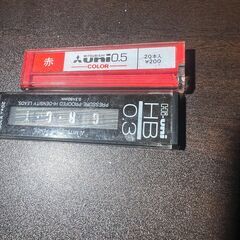 赤
MITSUBISHI
uni 0.5
COLOR
20本入
¥200
uni
HB
0.3
PRESSURE PROOFED HI-DENSITY LEADS